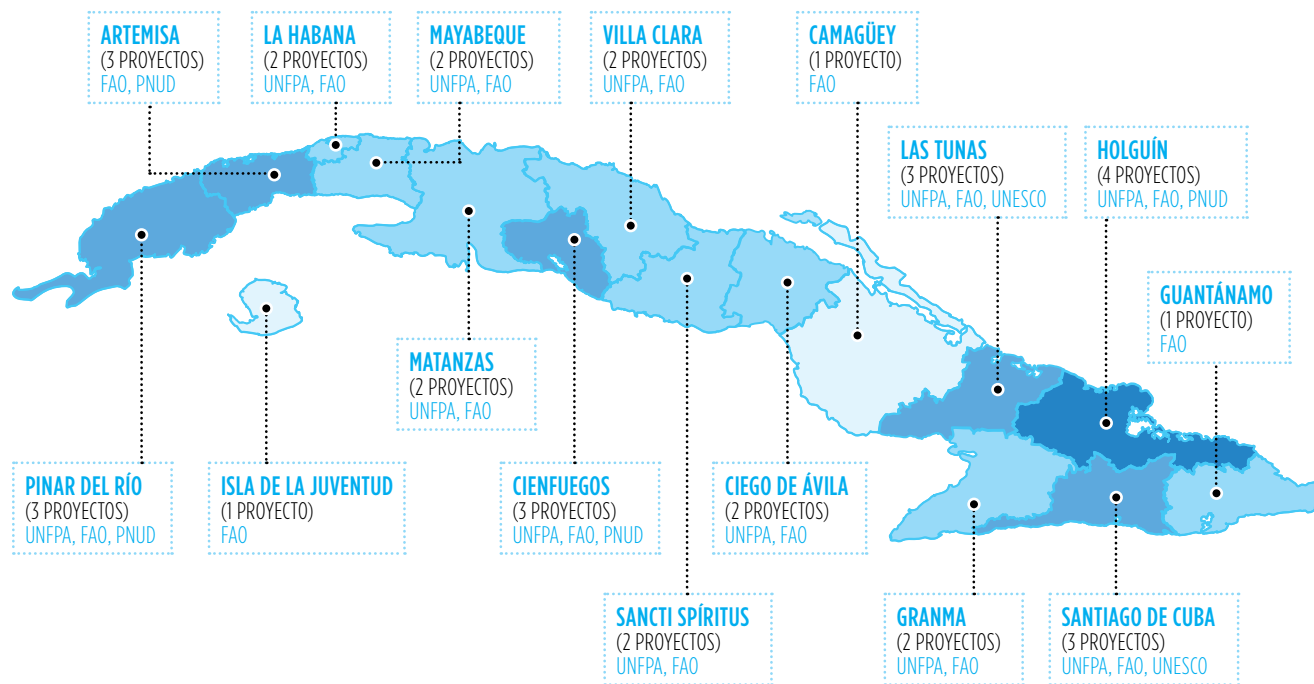 ARTEMISA
(3 PROYECTOS)
FAO, PNUD
LA HABANA
(2 PROYECTOS)
UNFPA, FAO
MAYABEQUE
(2 PROYECTOS)
UNFPA, FAO
VILLA CLARA
(2 PROYECTOS)
UNFPA, FAO
CAMAGÜEY
(1 PROYECTO)
FAO
LAS TUNAS
(3 PROYECTOS)
UNFPA, FAO, UNESCO
HOLGUÍN
(4 PROYECTOS)
UNFPA, FAO, PNUD
GUANTÁNAMO
(1 PROYECTO)
FAO
MATANZAS
(2 PROYECTOS)
UNFPA, FAO
PINAR DEL RÍO
(3 PROYECTOS)
UNFPA, FAO, PNUD
ISLA DE LA JUVENTUD
(1 PROYECTO)
FAO
CIENFUEGOS
(3 PROYECTOS)
UNFPA, FAO, PNUD
CIEGO DE ÁVILA
(2 PROYECTOS)
UNFPA, FAO
SANCTI SPÍRITUS
(2 PROYECTOS)
UNFPA, FAO
GRANMA
(2 PROYECTOS)
UNFPA, FAO
SANTIAGO DE CUBA
(3 PROYECTOS)
UNFPA, FAO, UNESCO